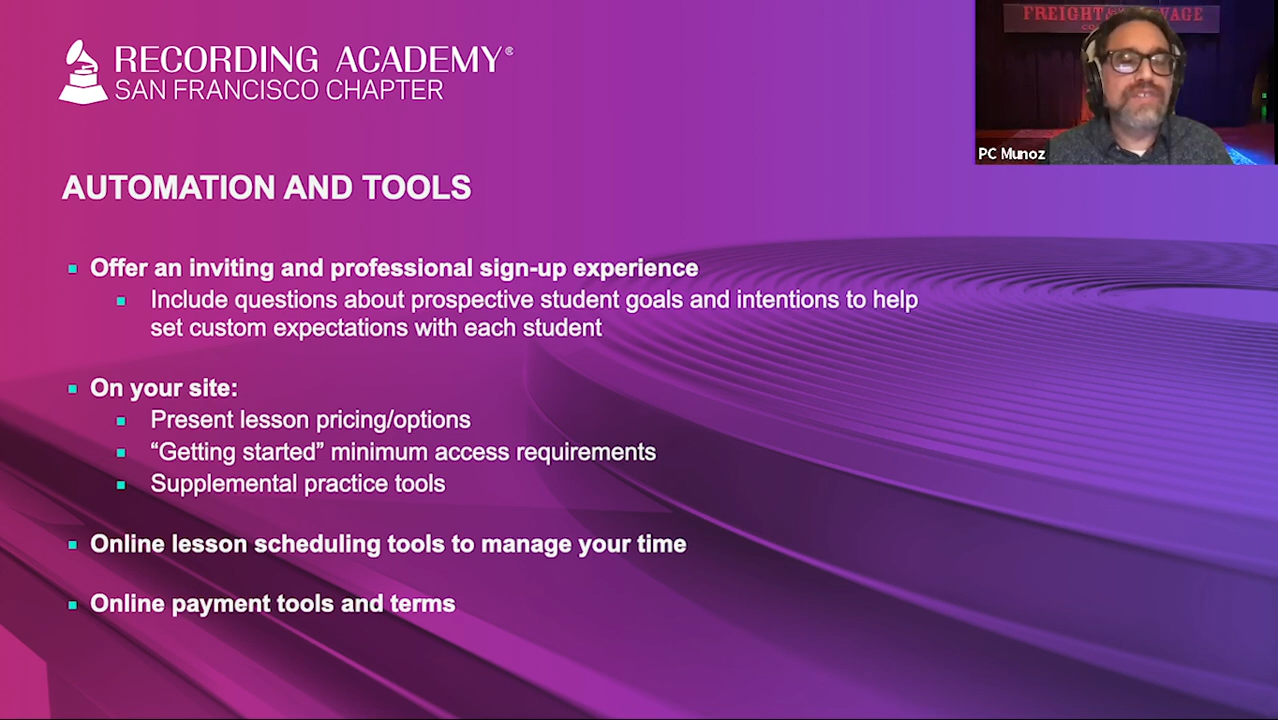 RECORDING ACADEMY®
SAN FRANCISCO CHAPTER
FREIGHT
VAGE
PC Munoz
AUTOMATION AND TOOLS
Offer an inviting and professional sign-up experience
Include questions about prospective student goals and intentions to help
set custom expectations with each student
On your site:
Present lesson pricing/options
“Getting started” minimum access requirements
Supplemental practice tools
Online lesson scheduling tools to manage your time
Online payment tools and terms